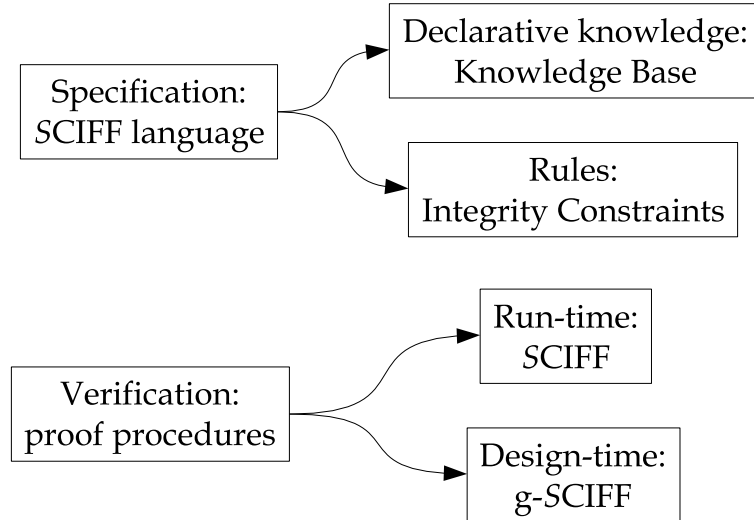 Specification:
SCIFF language
Declarative knowledge:
Knowledge Base
Rules:
Integrity Constraints
Verification:
proof procedures
Run-time:
SCIFF
Design-time:
g-SCIFF